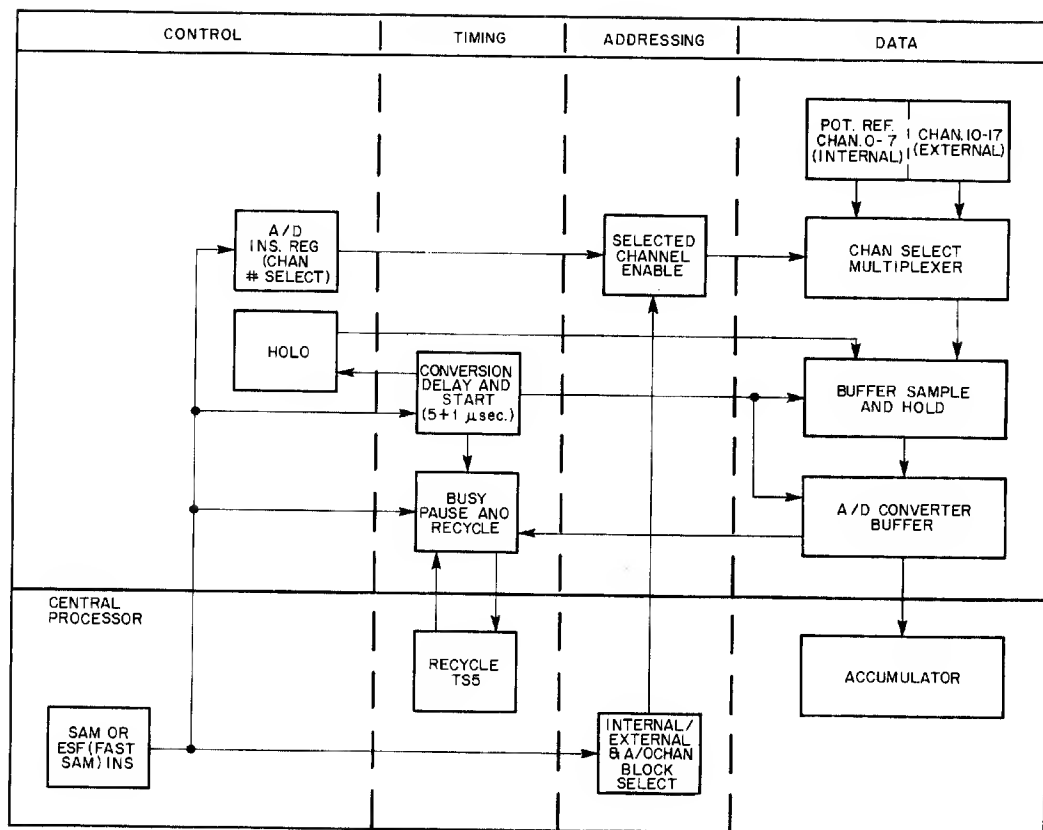 CONTROL
TIMING
ADDRESSING
DATA
POT. REF.
CHAN. 0-7
(INTERNAL)
CHAN. 10-17
(EXTERNAL)
A/D
INS. REG
(CHAN
# SELECT)
SELECTED
CHANNEL
ENABLE
CHAN SELECT
MULTIPLEXER
HOLO
CONVERSION
DELAY AND
START
(5+1 μsec.)
BUFFER SAMPLE
AND HOLD
BUSY
PAUSE AND
RECYCLE
A/D CONVERTER
BUFFER
CENTRAL
PROCESSOR
RECYCLE
TS5
ACCUMULATOR
SAM OR
ESF (FAST
SAM) INS
INTERNAL/
EXTERNAL
& A/OCHAN
BLOCK
SELECT